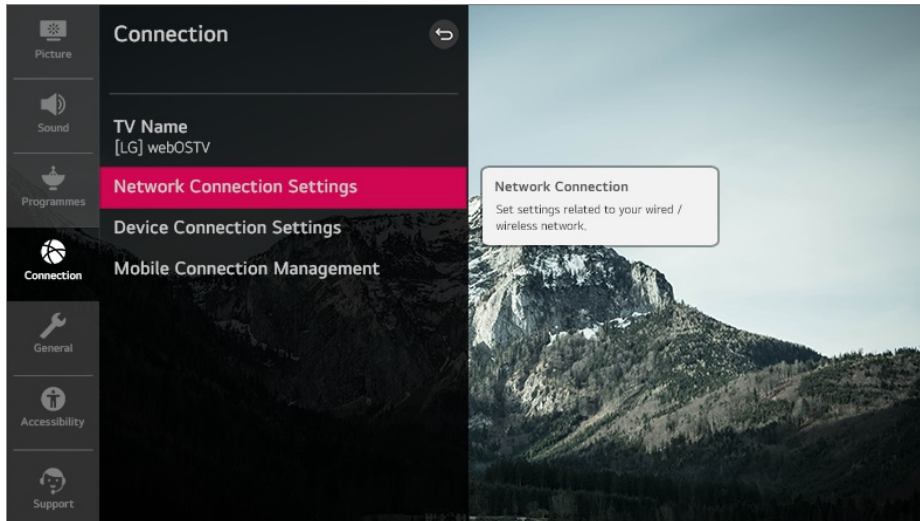 Picture
Sound
Programmes
Connection
General
Accessibility
Support
Connection
TV Name
[LG] webOSTV
Network Connection Settings
Device Connection Settings
Mobile Connection Management
Network Connection
Set settings related to your wired /
wireless network.